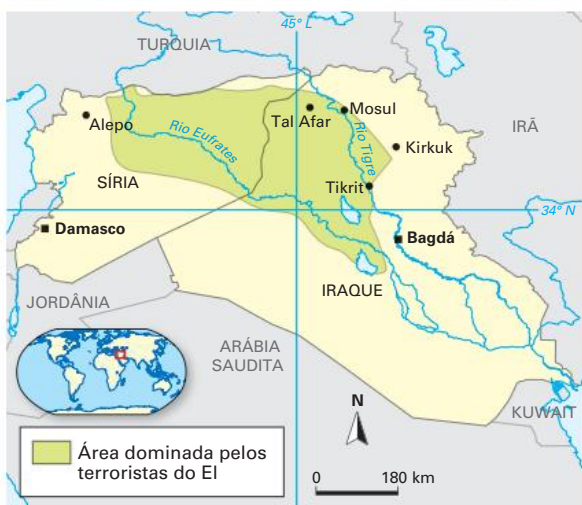 45° L
TURQUIA
Alepo
Tal Afar
Mosul
IRÃ
Rio Eufrates
Rio Tigre
Kirkuk
SÍRIA
Tikrit
34° N
Damasco
Bagdá
IRAQUE
JORDÂNIA
ARÁBIA
SAUDITA
KUWAIT
N
Área dominada pelos
terroristas do EI
0 180 km